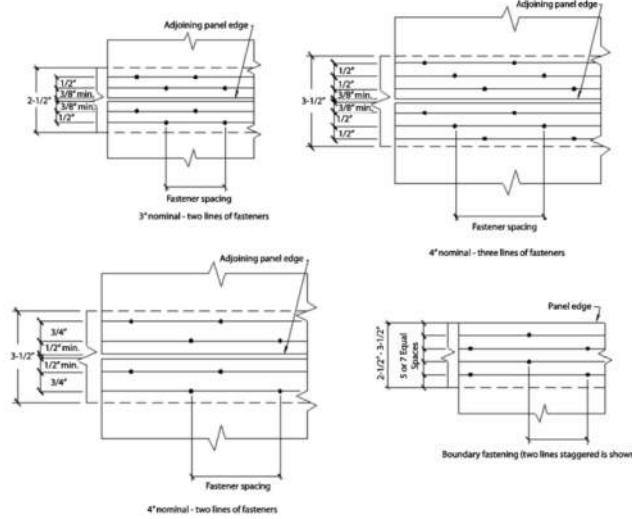 Adjoining panel edge
2-1/2"
1/2"
3/8" min.
3/8" min.
1/2"
Fastener spacing
3" nominal - two lines of fasteners
Adjoining panel edge
3-1/2"
1/2"
1/2"
3/8" min.
3/8" min.
1/2"
1/2"
Fastener spacing
4" nominal - three lines of fasteners
Adjoining panel edge
3-1/2"
3/4"
1/2" min.
1/2" min.
3/4"
Fastener spacing
4" nominal - two lines of fasteners
Panel edge
2-1/2" - 3-1/2"
5 or 7 Equal
Spaces
Boundary fastening (two lines staggered is shown